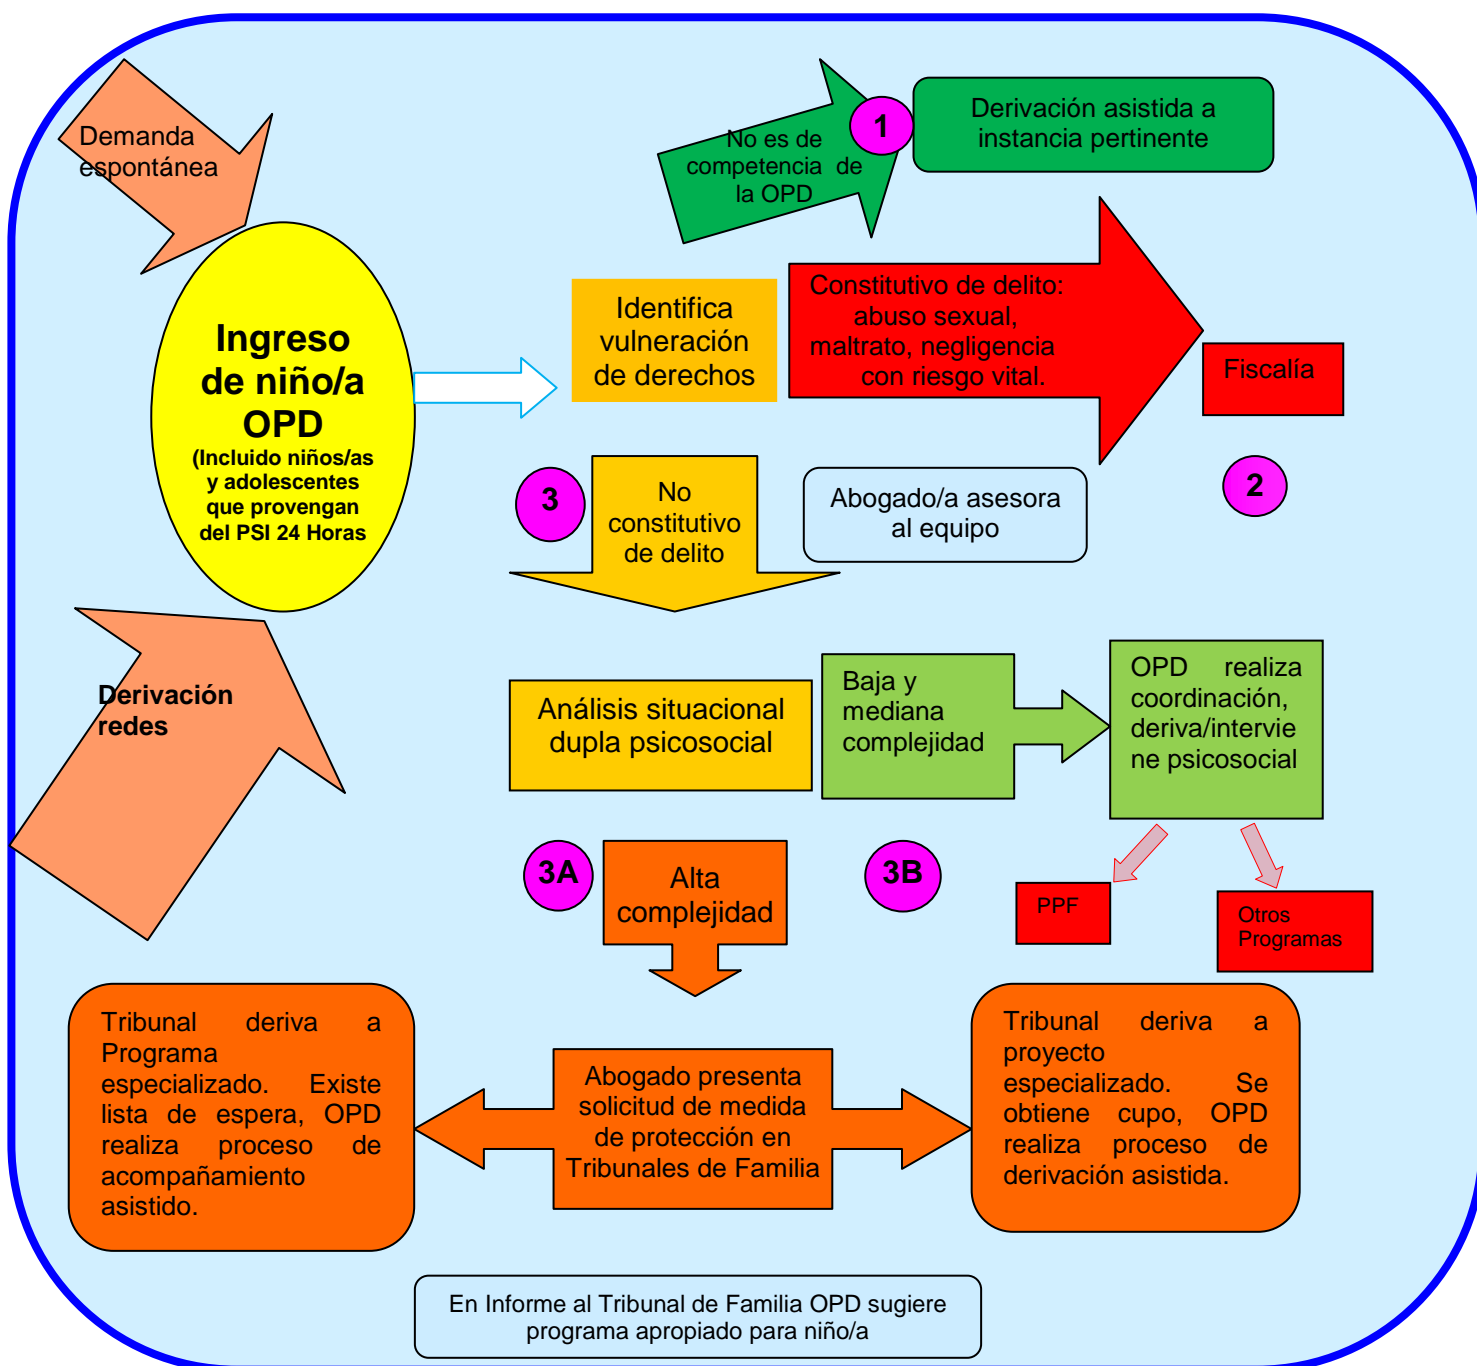 Demanda
espontánea
No es de
competencia de
la OPD
1
Derivación asistida a
instancia pertinente
Ingreso
de niño/a
OPD
(Incluido niños/as
y adolescentes
que provengan
del PSI 24 Horas
Identifica
vulneración
de derechos
Constitutivo de delito:
abuso sexual,
maltrato, negligencia
con riesgo vital.
Fiscalía
2
3
No
constitutivo
de delito
Abogado/a asesora
al equipo
Derivación
redes
Análisis situacional
dupla psicosocial
Baja y
mediana
complejidad
OPD realiza
coordinación,
deriva/intervie
ne psicosocial
3A
Alta
complejidad
3B
PPF
Otros
Programas
Tribunal deriva a
Programa
especializado. Existe
lista de espera, OPD
realiza proceso de
acompañamiento
asistido.
Abogado presenta
solicitud de medida
de protección en
Tribunales de Familia
Tribunal deriva a
proyecto
especializado. Se
obtiene cupo, OPD
realiza proceso de
derivación asistida.
En Informe al Tribunal de Familia OPD sugiere
programa apropiado para niño/a